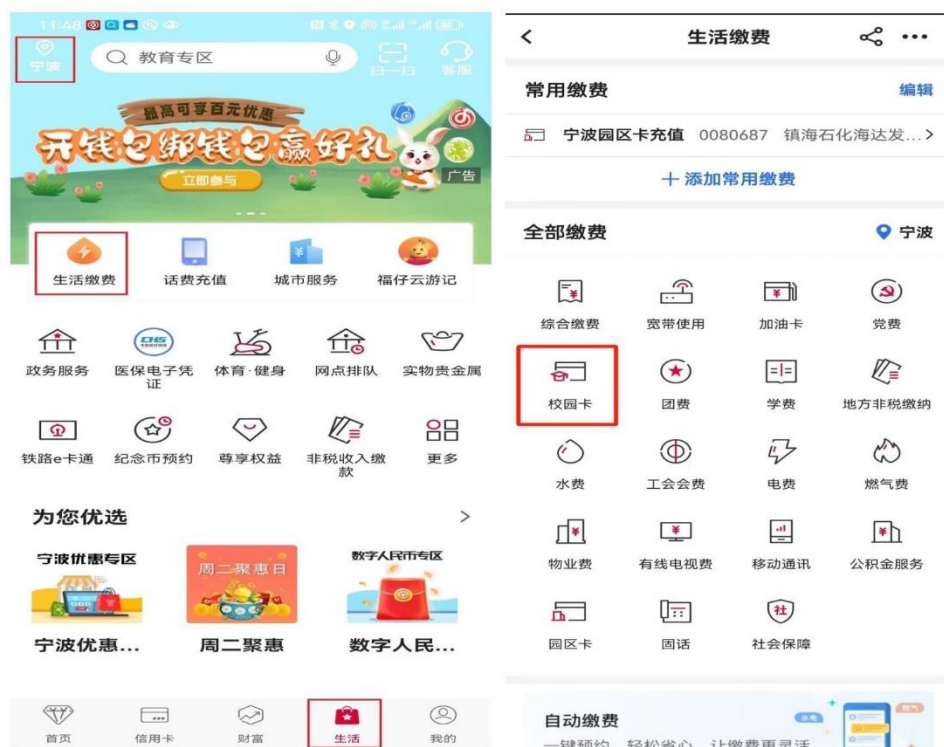 11:48
宁波
教育专区
扫一扫
客服
最高可享百元优惠
开钱包绑钱包赢好礼
立即参与
广告
生活缴费 话费充值 城市服务 福仔云游记
政务服务 医保电子凭证 体育·健身 网点排队 实物贵金属
铁路e卡通 纪念币预约 尊享权益 非税收入缴款 更多
为您优选 >
宁波优惠专区 周二聚惠日 数字人民币专区
宁波优惠... 周二聚惠 数字人民...
首页 信用卡 财富 生活 我的
生活缴费
常用缴费 编辑
宁波园区卡充值 0080687 镇海石化海达发...>
+ 添加常用缴费
全部缴费 宁波
综合缴费 宽带使用 加油卡 党费
校园卡 团费 学费 地方非税缴纳
水费 工会会费 电费 燃气费
物业费 有线电视费 移动通讯 公积金服务
园区卡 固话 社会保障
自动缴费
一键预约，轻松省心，让缴费更灵活
水电
燃气